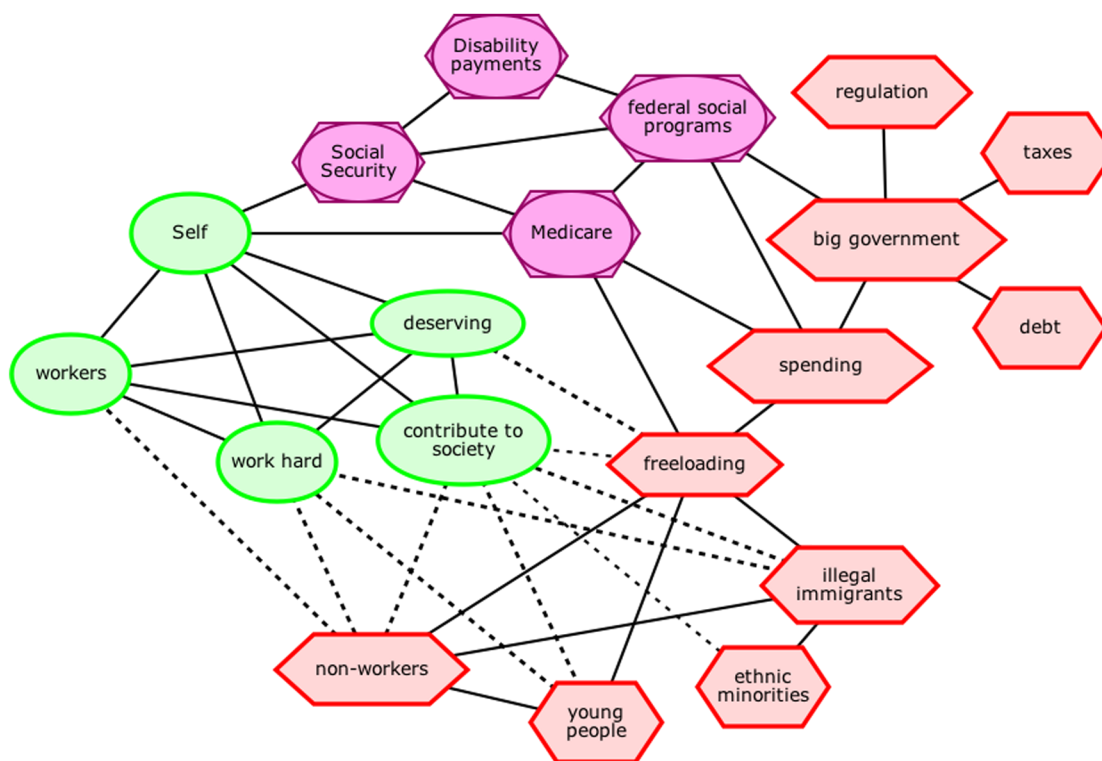 Disability
payments
federal social
programs
regulation
taxes
Social
Security
Self
Medicare
big government
deserving
debt
workers
spending
contribute to
society
work hard
freeloading
illegal
immigrants
non-workers
ethnic
minorities
young
people